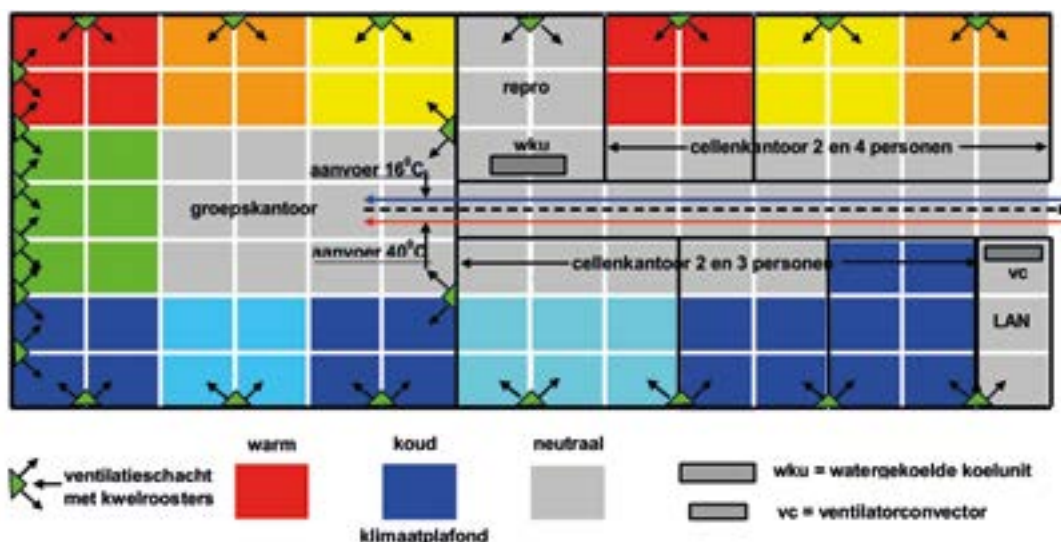 repro
wku
cellenkantoor 2 en 4 personen
aanvoer 16°C
groepskantoor
aanvoer 40°C
cellenkantoor 2 en 3 personen
vc
LAN
warm
koud
neutraal
ventilatieschacht
met kwelroosters
wku = watergekoelde koelunit
vc = ventilatorconvector
klimaatplafond